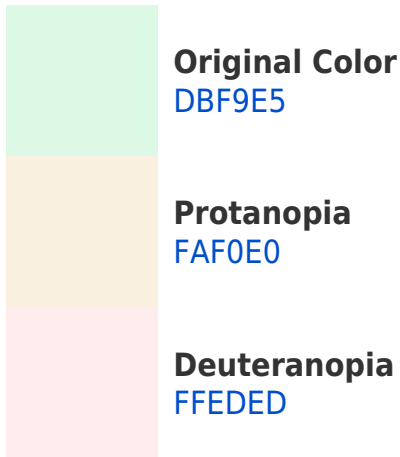 Original Color
DBF9E5
Protanopia
FAF0E0
Deuteranopia
FFEDED